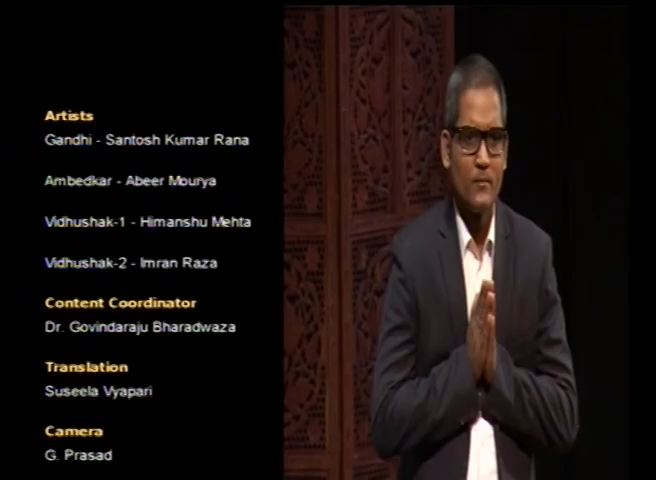 Artists
Gandhi - Santosh Kumar Rana
Ambedkar - Abeer Mourya
Vidhushak-1 - Himanshu Mehta
Vidhushak-2 - Imran Raza
Content Coordinator
Dr. Govindaraju Bharadwaza
Translation
Suseela Vyapari
Camera
G. Prasad